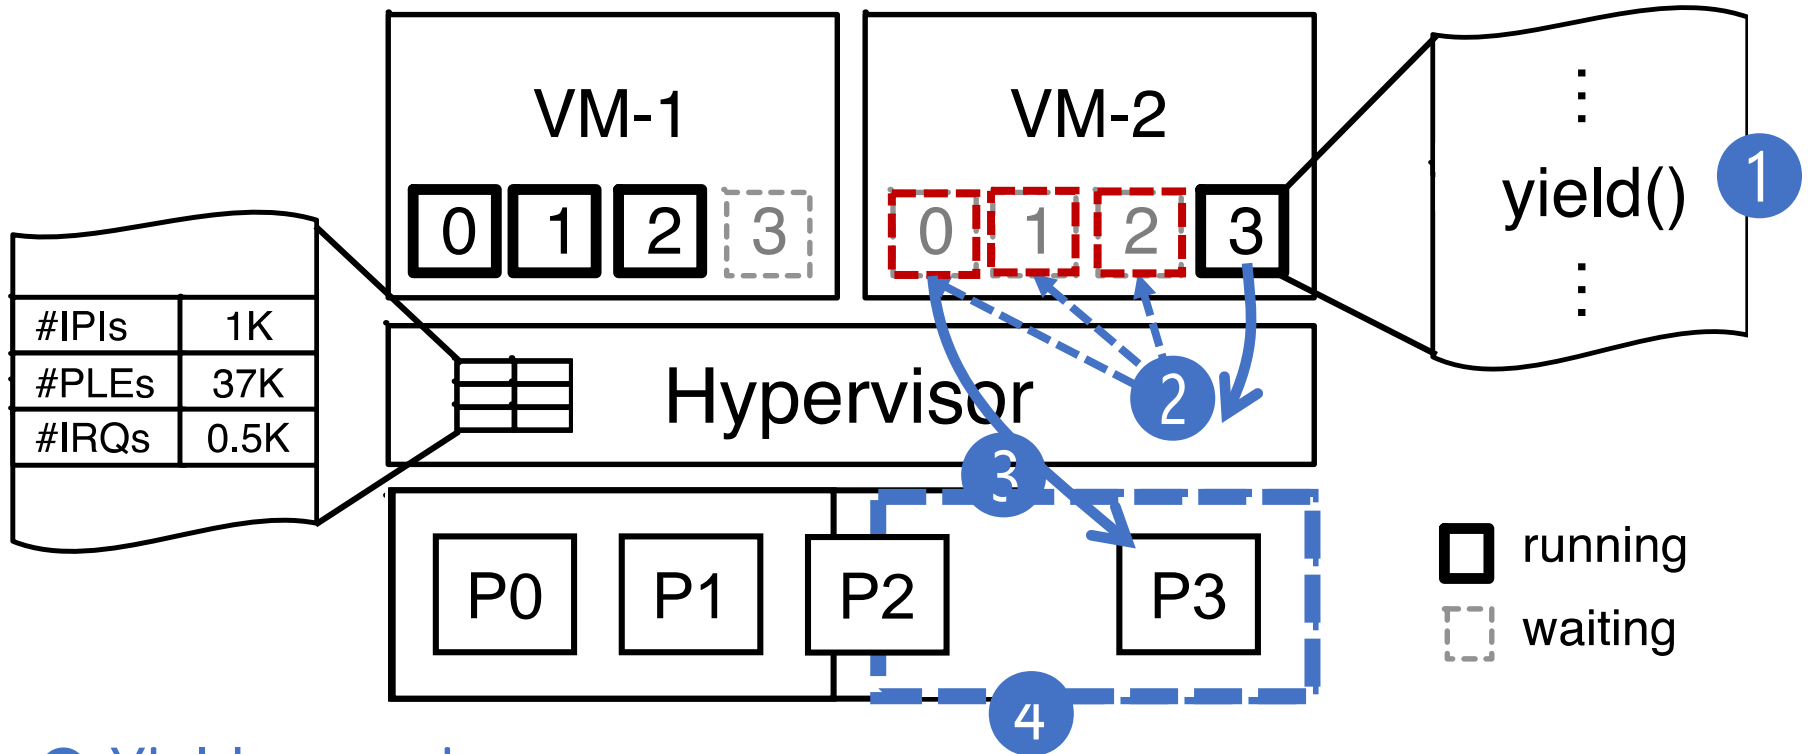 VM-1
VM-2
0 1 2 3
0 1 2 3
⋮
yield()
⋮
1
#IPIs 1K
#PLEs 37K
#IRQs 0.5K
Hypervisor
2
3
P0 P1 P2 P3
4
running
waiting